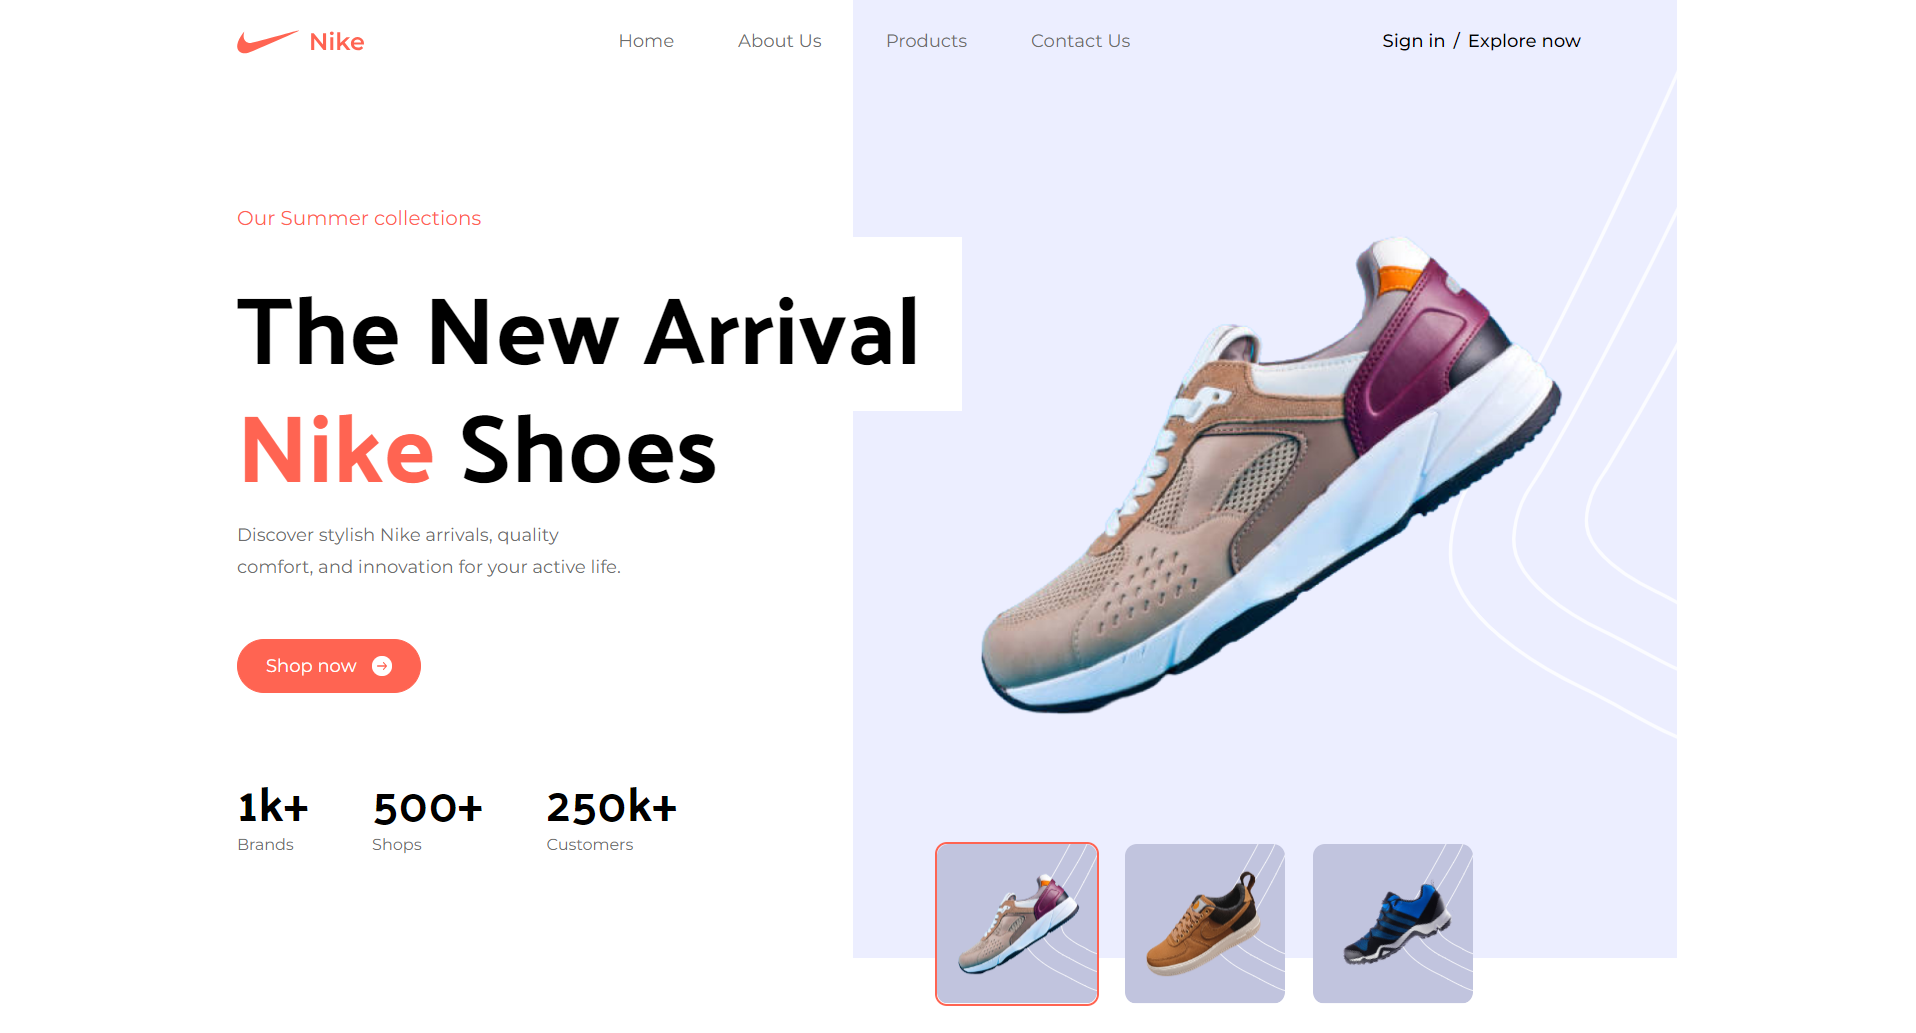 Nike
Home
About Us
Products
Contact Us
Sign in / Explore now
Our Summer collections
The New Arrival
Nike Shoes
Discover stylish Nike arrivals, quality
comfort, and innovation for your active life.
Shop now
1k+
Brands
500+
Shops
250k+
Customers